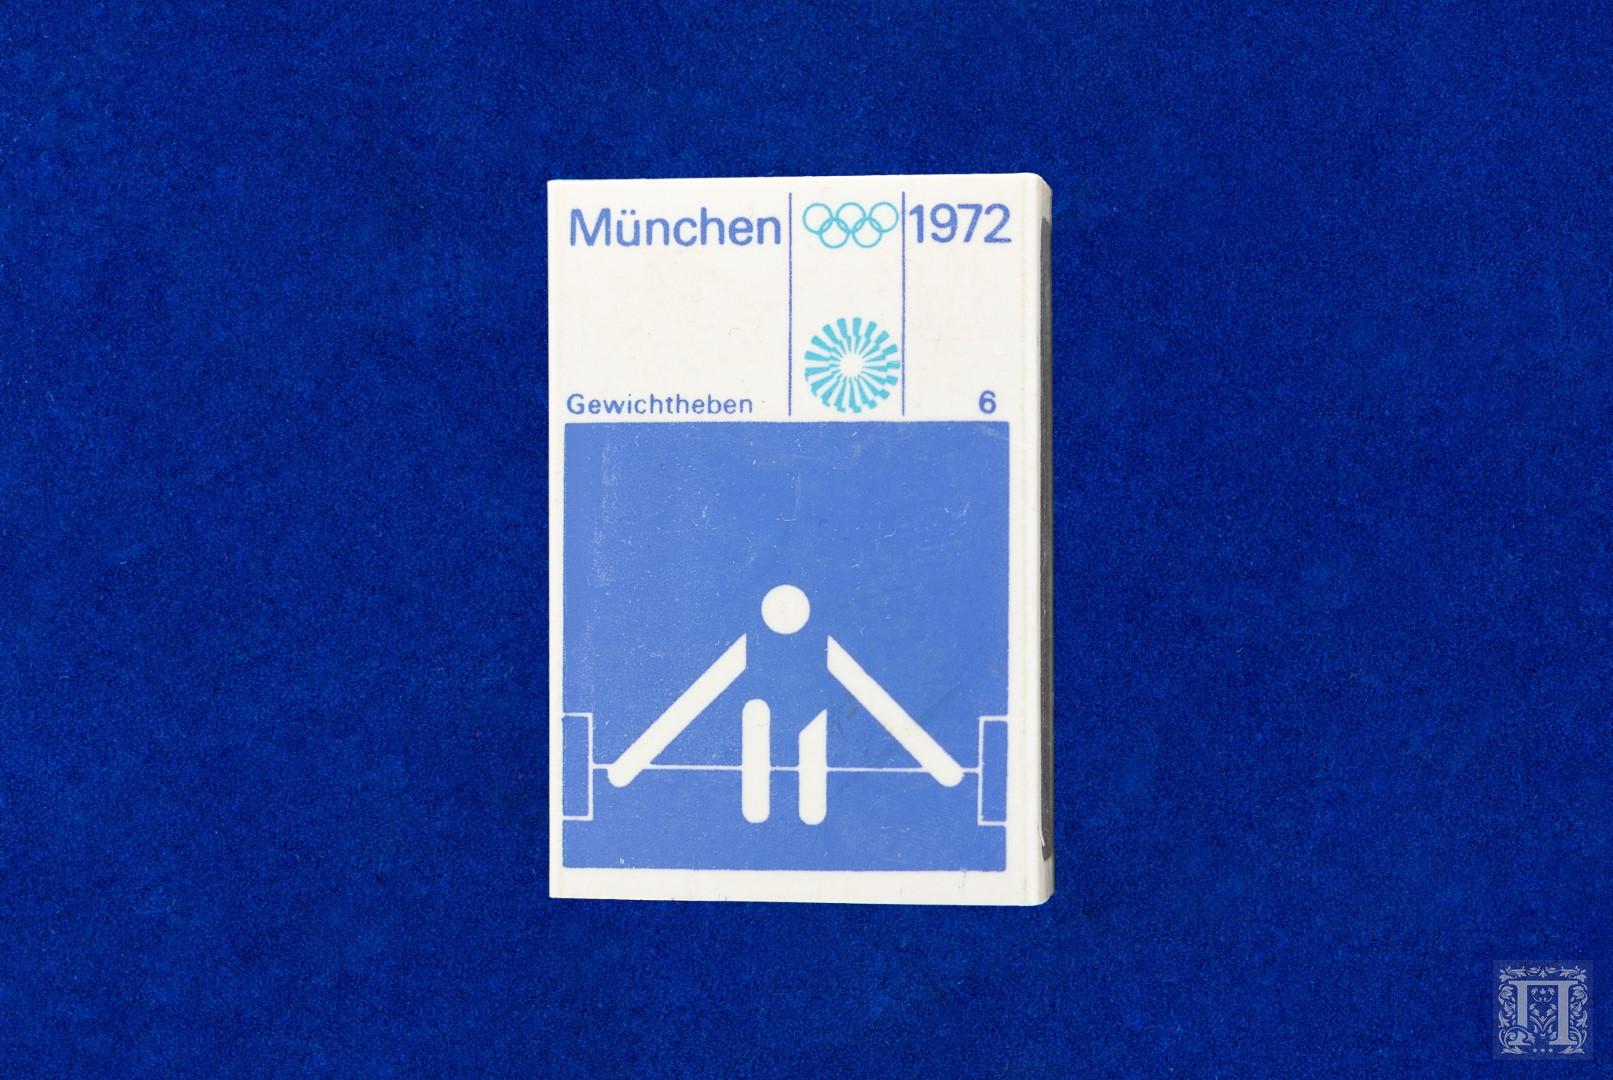 München 1972
Gewichtheben 6
П